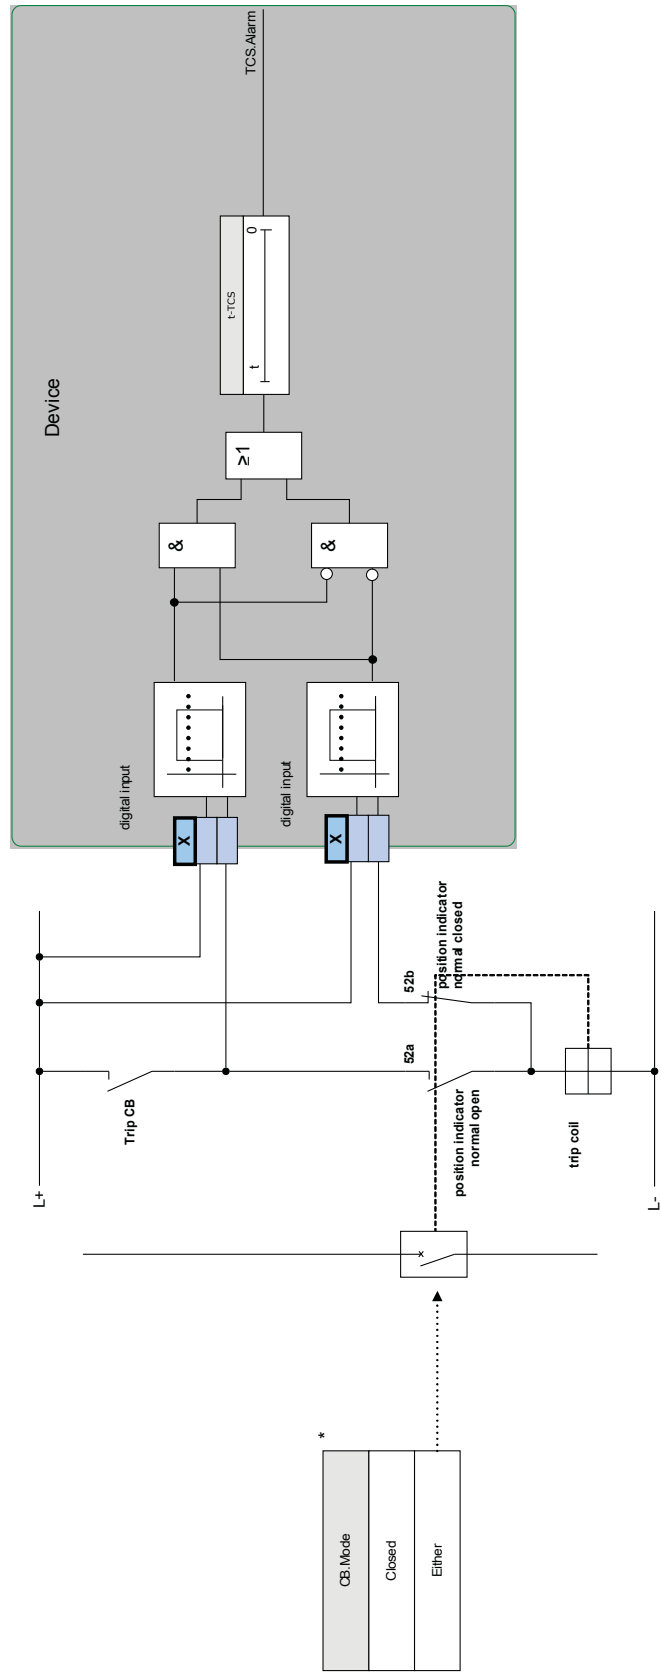 TCS.Alarm
Device
t-TCS
t
0
≥1
&
&
digital input
digital input
X
X
L+
Trip CB
52a
52b
position indicator
normal closed
position indicator
normal open
trip coil
L-
*
CB.Mode
Closed
Either